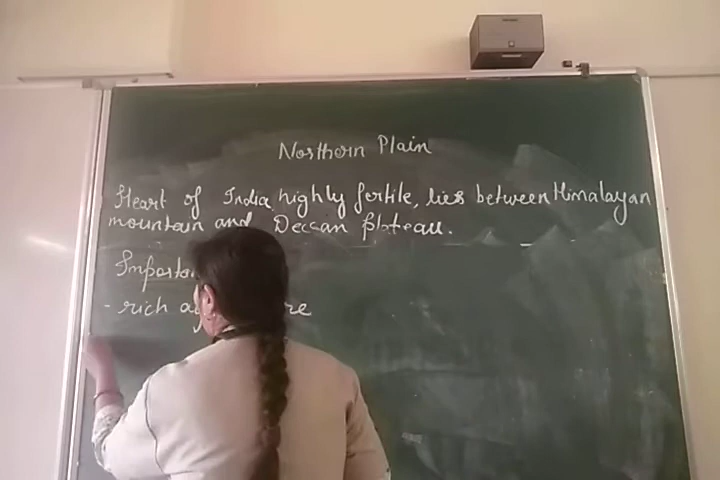 Northern Plain
Heart of India, highly fertile, lies between Himalayan
mountain and Deccan plateau.
- rich